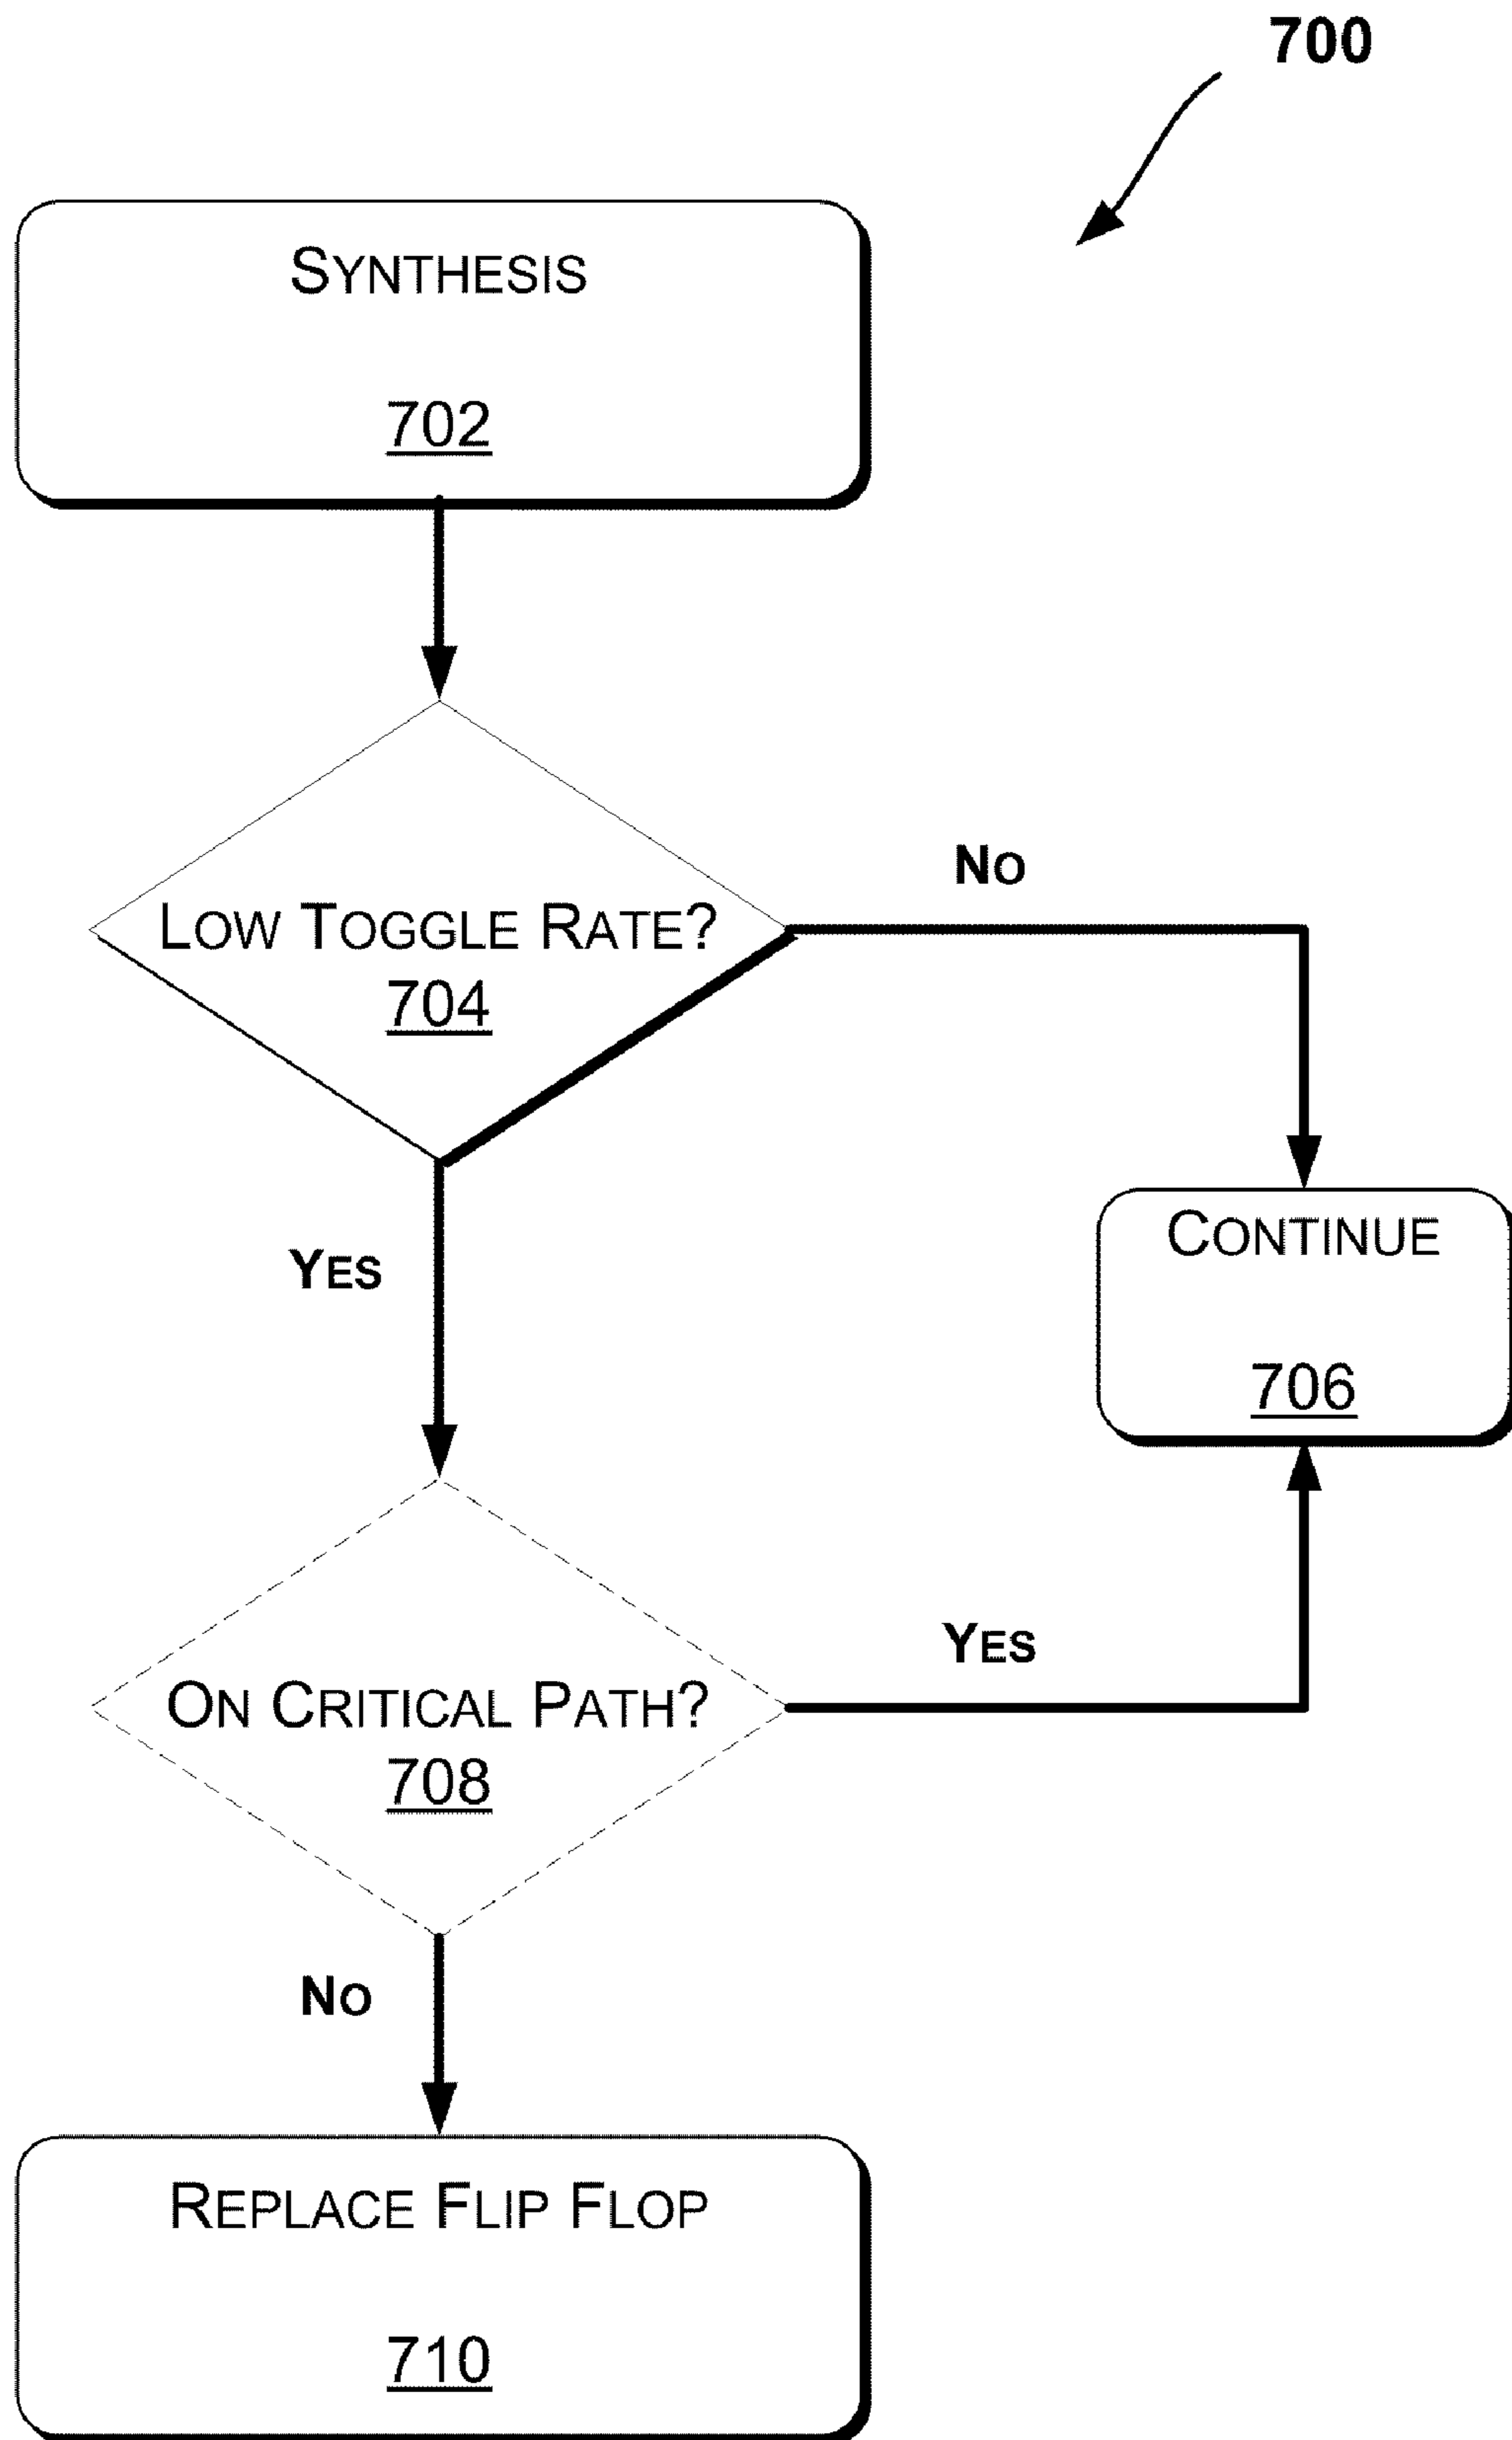 700
SYNTHESIS
702
LOW TOGGLE RATE?
704
NO
YES
CONTINUE
706
ON CRITICAL PATH?
708
YES
NO
REPLACE FLIP FLOP
710